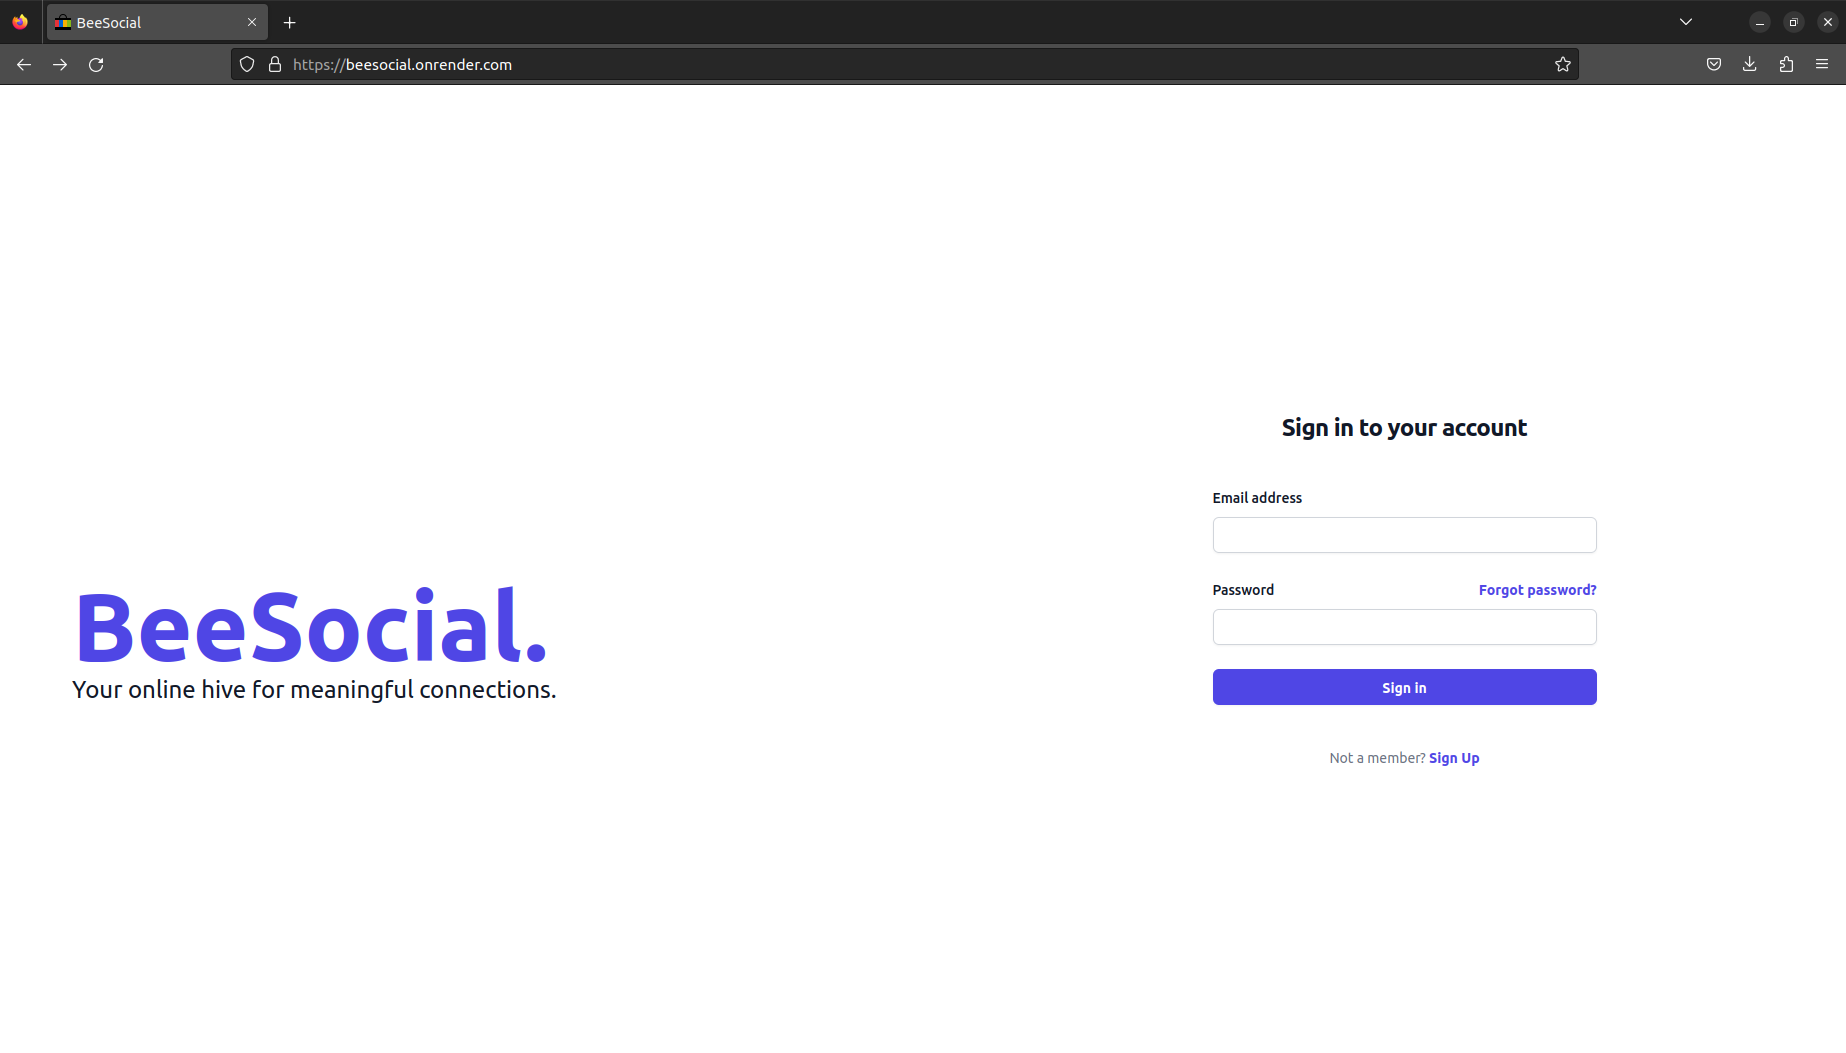 BeeSocial
https://beesocial.onrender.com
BeeSocial.
Your online hive for meaningful connections.
Sign in to your account
Email address
Password
Forgot password?
Sign in
Not a member? Sign Up